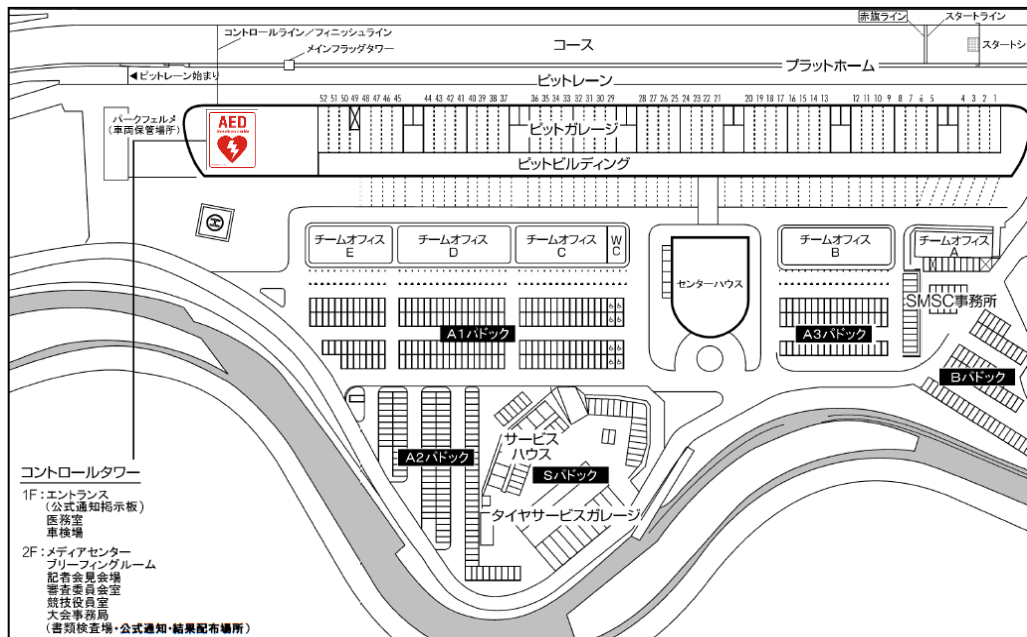 コントロールライン/フィニッシュライン
メインフラッグタワー
コース
赤旗ライン
スタートライン
スタートシ
プラットホーム
◀ピットレーン始まり
ピットレーン
52 51 50 49 48 47 46 45 44 43 42 41 40 39 38 37 36 35 34 33 32 31 30 29 28 27 26 25 24 23 22 21 20 19 18 17 16 15 14 13 12 11 10 9 8 7 6 5 4 3 2 1
パークフェルメ
(車両保管場所)
AED
ピットガレージ
ピットビルディング
H
チームオフィス
E
チームオフィス
D
チームオフィス
C
WC
センターハウス
チームオフィス
B
チームオフィス
A
SMSC事務所
A1パドック
A3パドック
Bパドック
A2パドック
サービス
ハウス
Sパドック
タイヤサービスガレージ
コントロールタワー
1F:エントランス
(公式通知掲示板)
医務室
車検場
2F:メディアセンター
ブリーフィングルーム
記者会見会場
審査委員会室
競技役員室
大会事務局
(書類検査場・公式通知・結果配布場所)